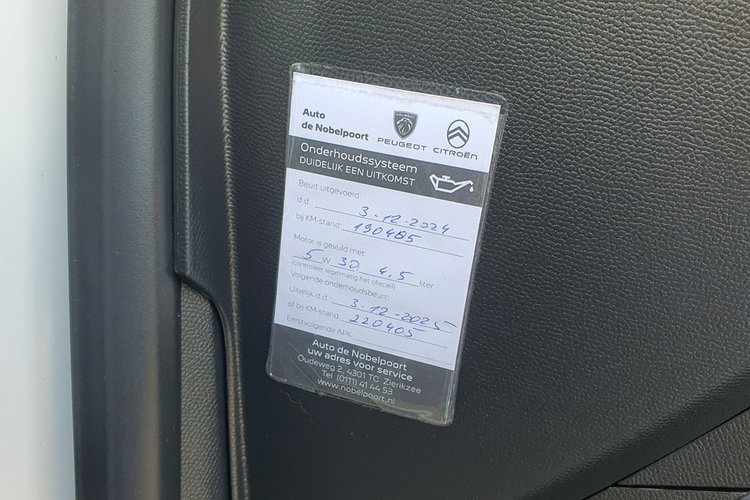 Auto
de Nobelpoort
PEUGEOT
CITROËN
Onderhoudssysteem
DUIDELIJK EEN UITKOMST
Beurt uitgevoerd:
d.d. 3-12-2024
bij KM-stand:
Motor is gevuld met
5 W 30 4.5 liter
(controleer regelmatig het oliepeil)
Volgende onderhoudsbeurt:
Uiterlijk d.d. 3-12-2025
of bij KM-stand: 220405
Eerstvolgende APK:
Auto de Nobelpoort
uw adres voor service
Oudeweg 2, 4301 TC Zierikzee
Tel (0111) 41 44 53
www.nobelpoort.nl